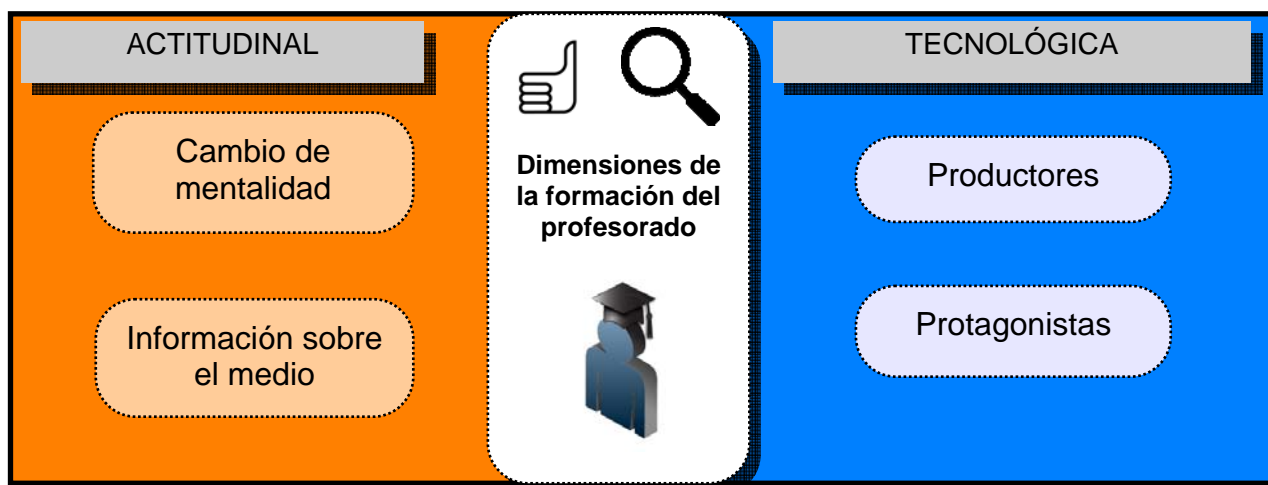 ACTITUDINAL
Cambio de
mentalidad
Información sobre
el medio
Dimensiones de
la formación del
profesorado
TECNOLÓGICA
Productores
Protagonistas